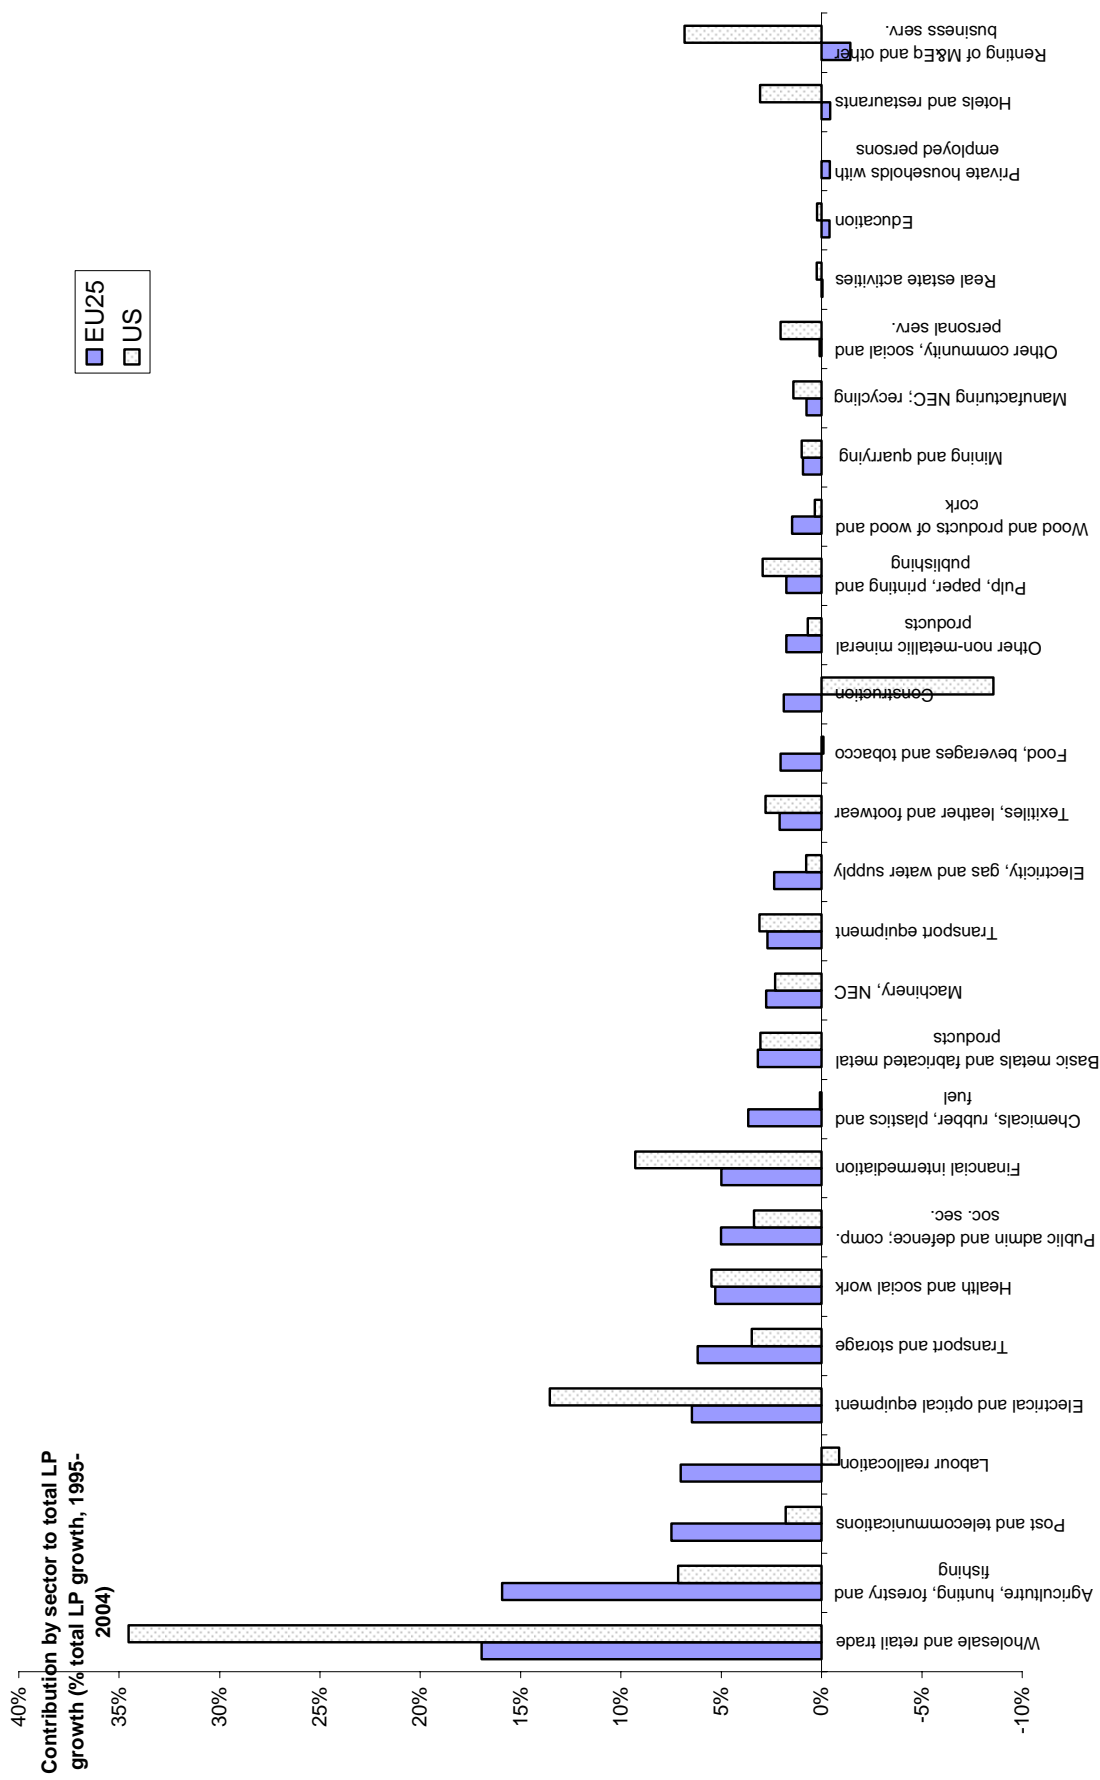 Contribution by sector to total LP
growth (% total LP growth, 1995-
2004)
EU25
US
40%
35%
30%
25%
20%
15%
10%
5%
0%
-5%
-10%
Wholesale and retail trade
Agricultutre, hunting, forestry and
fishing
Post and telecommunications
Labour reallocation
Electrical and optical equipment
Transport and storage
Health and social work
Public admin and defence; comp.
soc. sec.
Financial intermediation
Chemicals, rubber, plastics and
fuel
Basic metals and fabricated metal
products
Machinery, NEC
Transport equipment
Electricity, gas and water supply
Textitiles, leather and footwear
Food, beverages and tobacco
Construction
Other non-metallic mineral
products
Pulp, paper, printing and
publishing
Wood and products of wood and
cork
Mining and quarrying
Manufacturing NEC; recycling
Other community, social and
personal serv.
Real estate activities
Education
Private households with
employed persons
Hotels and restaurants
Renting of M&Eq and other
business serv.